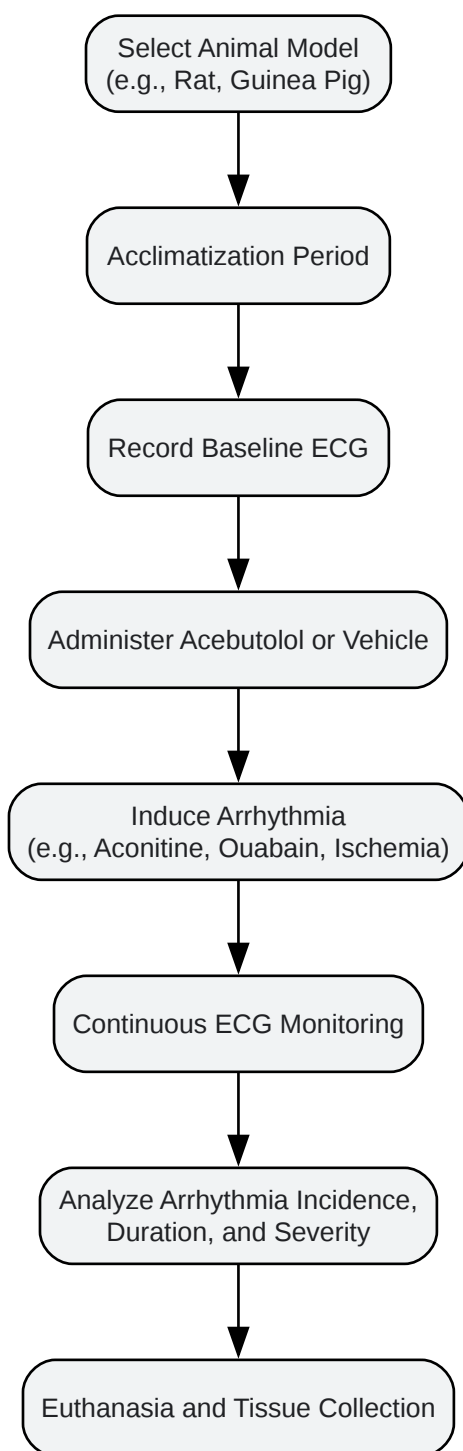 Select Animal Model
(e.g., Rat, Guinea Pig)
Acclimatization Period
Record Baseline ECG
Administer Acebutolol or Vehicle
Induce Arrhythmia
(e.g., Aconitine, Ouabain, Ischemia)
Continuous ECG Monitoring
Analyze Arrhythmia Incidence,
Duration, and Severity
Euthanasia and Tissue Collection